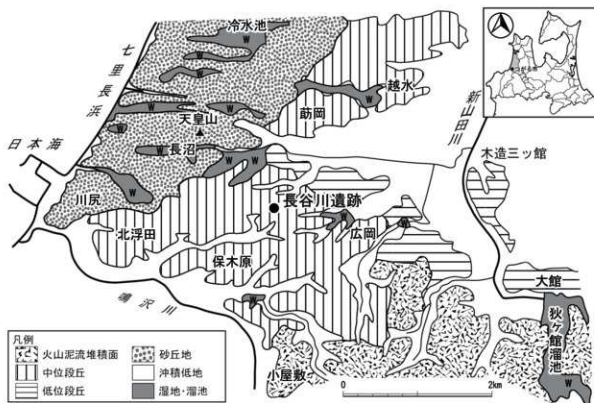 冷水池
七里長浜
越水
W
W
W
W
W
W
W
W
W
W
W
新山田川
天皇山
萢岡
長沼
日本海
木造三ッ館
川尻
長谷川遺跡
北浮田
広岡
保木原
大館
鳴沢川
狄ヶ館溜池
小屋敷
凡例
火山泥流堆積面
砂丘地
中位段丘
沖積低地
低位段丘
湿地・溜池
0
2km